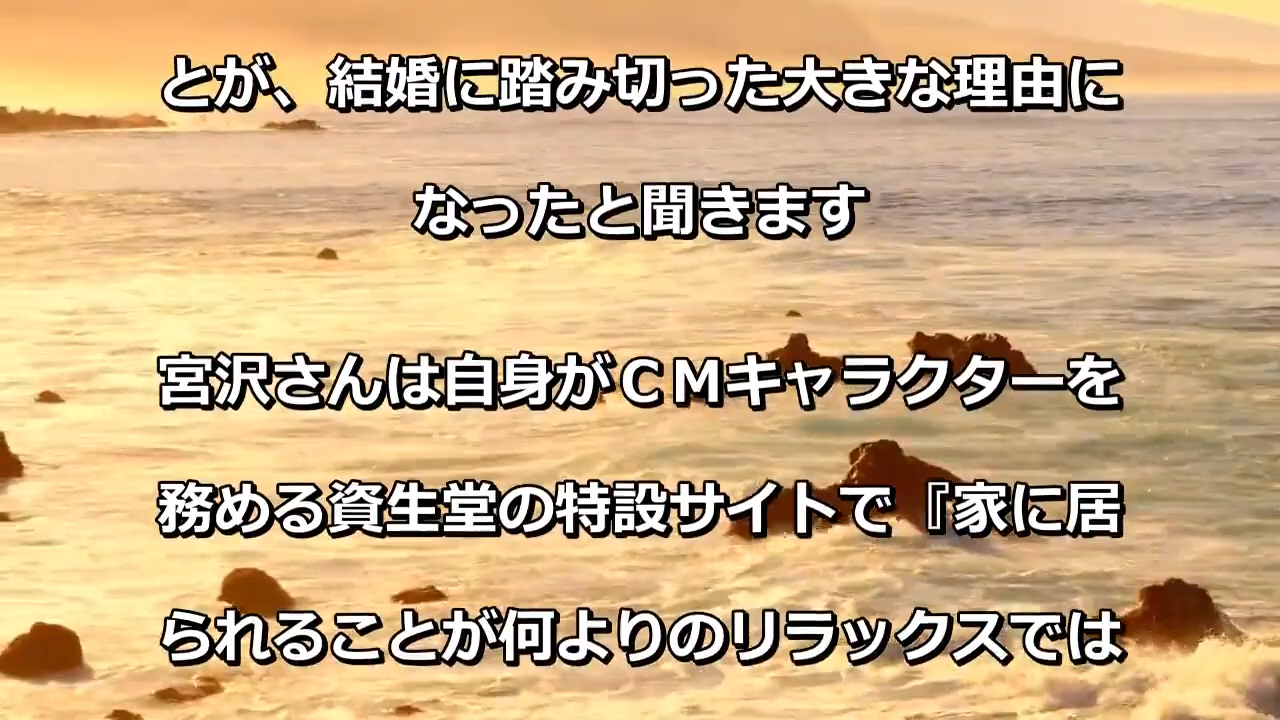 とが、結婚に踏み切った大きな理由に
なったと聞きます
宮沢さんは自身がＣＭキャラクターを
務める資生堂の特設サイトで『家に居
られることが何よりのリラックスでは